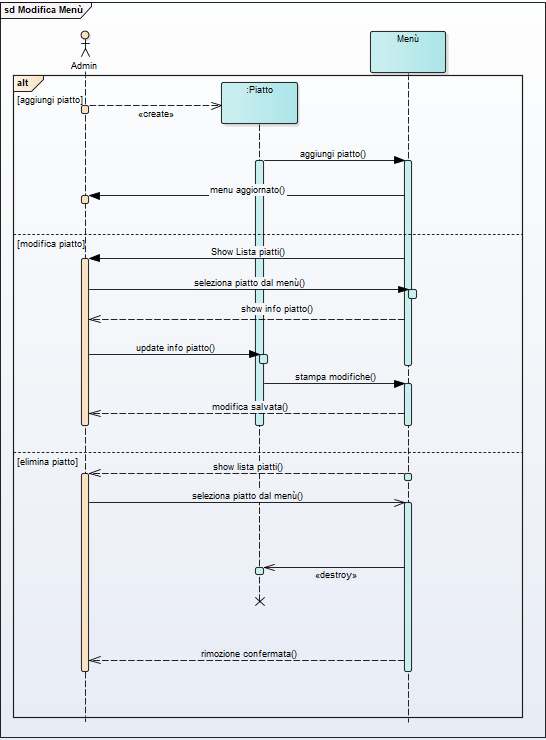 sd Modifica Menù
Admin
Menù
alt
[aggiungi piatto]
:Piatto
«create»
aggiungi piatto()
menu aggiornato()
[modifica piatto]
Show Lista piatti()
seleziona piatto dal menù()
show info piatto()
update info piatto()
stampa modifiche()
modifica salvata()
[elimina piatto]
show lista piatti()
seleziona piatto dal menù()
«destroy»
rimozione confermata()